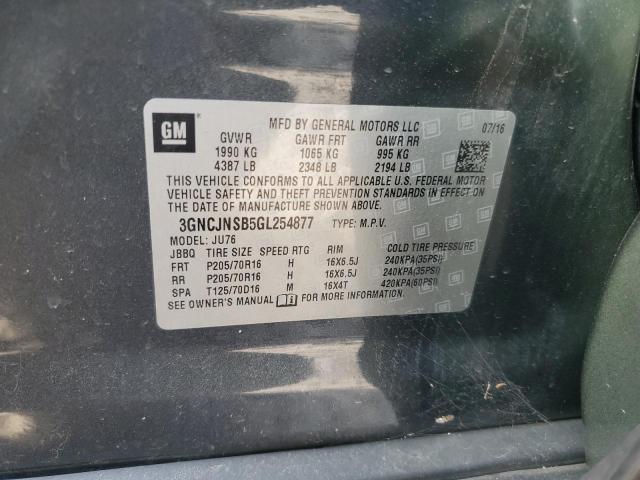 GM
MFD BY GENERAL MOTORS LLC 07/16
GVWR GAWR FRT GAWR RR
1990 KG 1065 KG 995 KG
4387 LB 2348 LB 2194 LB
THIS VEHICLE CONFORMS TO ALL APPLICABLE U.S. FEDERAL MOTOR
VEHICLE SAFETY AND THEFT PREVENTION STANDARDS IN EFFECT ON
THE DATE OF MANUFACTURE SHOWN ABOVE.
3GNCJNSB5GL254877 TYPE: M.P.V.
MODEL: JU76
JBBQ TIRE SIZE SPEED RTG RIM COLD TIRE PRESSURE
FRT P205/70R16 H 16X6.5J 240KPA(35PSI)
RR P205/70R16 H 16X6.5J 240KPA(35PSI)
SPA T125/70D16 M 16X4T 420KPA(60PSI)
SEE OWNER'S MANUAL FOR MORE INFORMATION.